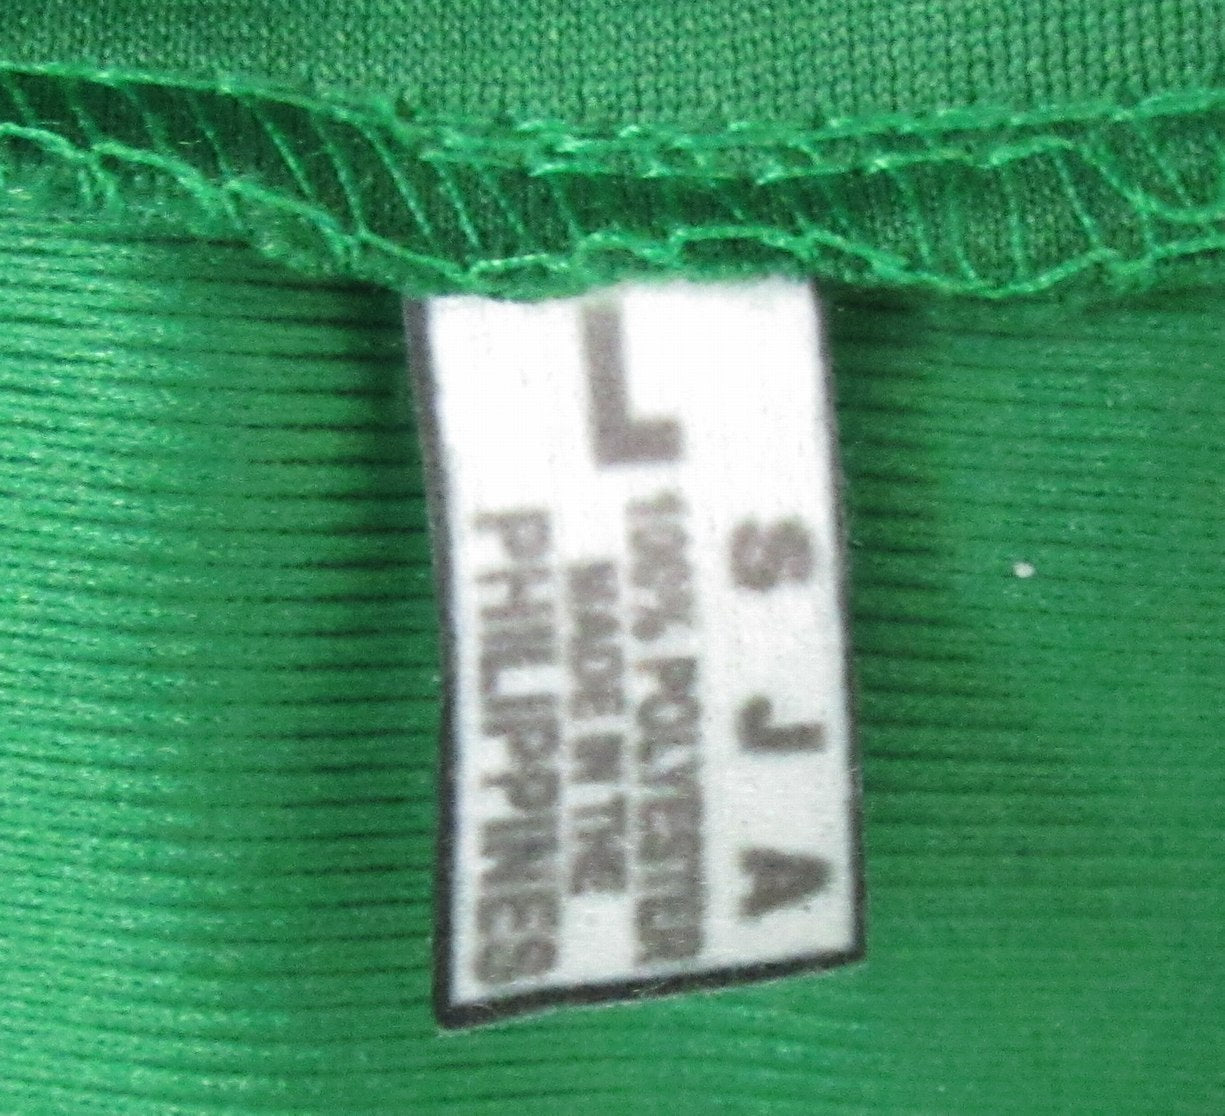 L
S J A
100% POLYESTER
MADE IN THE
PHILIPPINES